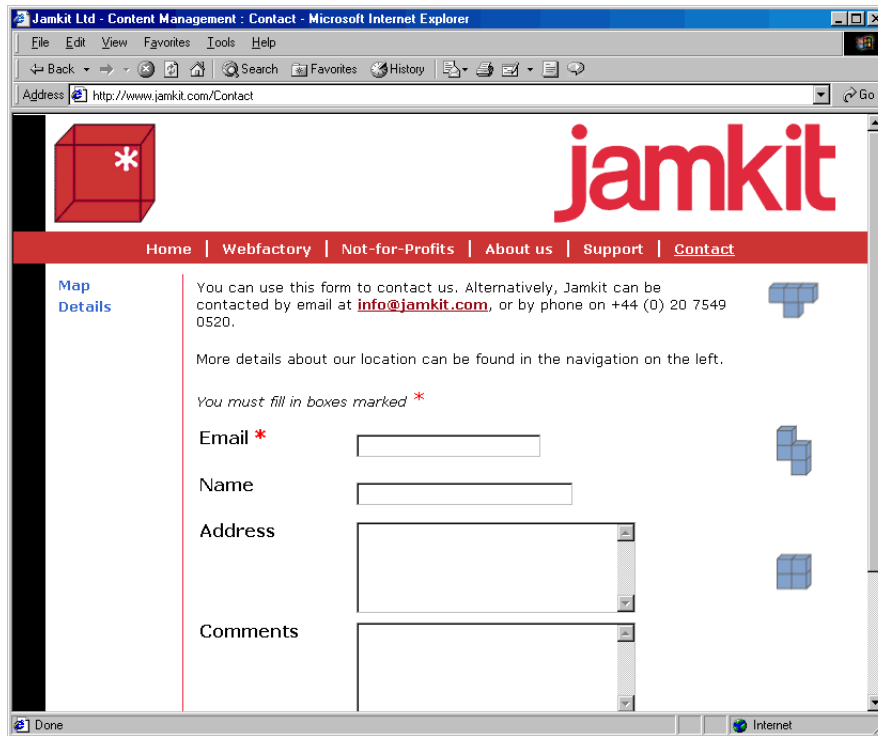 Jamkit Ltd - Content Management : Contact - Microsoft Internet Explorer
File Edit View Favorites Tools Help
Back Search Favorites History
Address http://www.jamkit.com/Contact Go
* jamkit
Home | Webfactory | Not-for-Profits | About us | Support | Contact
Map
Details
You can use this form to contact us. Alternatively, Jamkit can be
contacted by email at info@jamkit.com, or by phone on +44 (0) 20 7549
0520.
More details about our location can be found in the navigation on the left.
You must fill in boxes marked *
Email *
Name
Address
Comments
Done Internet